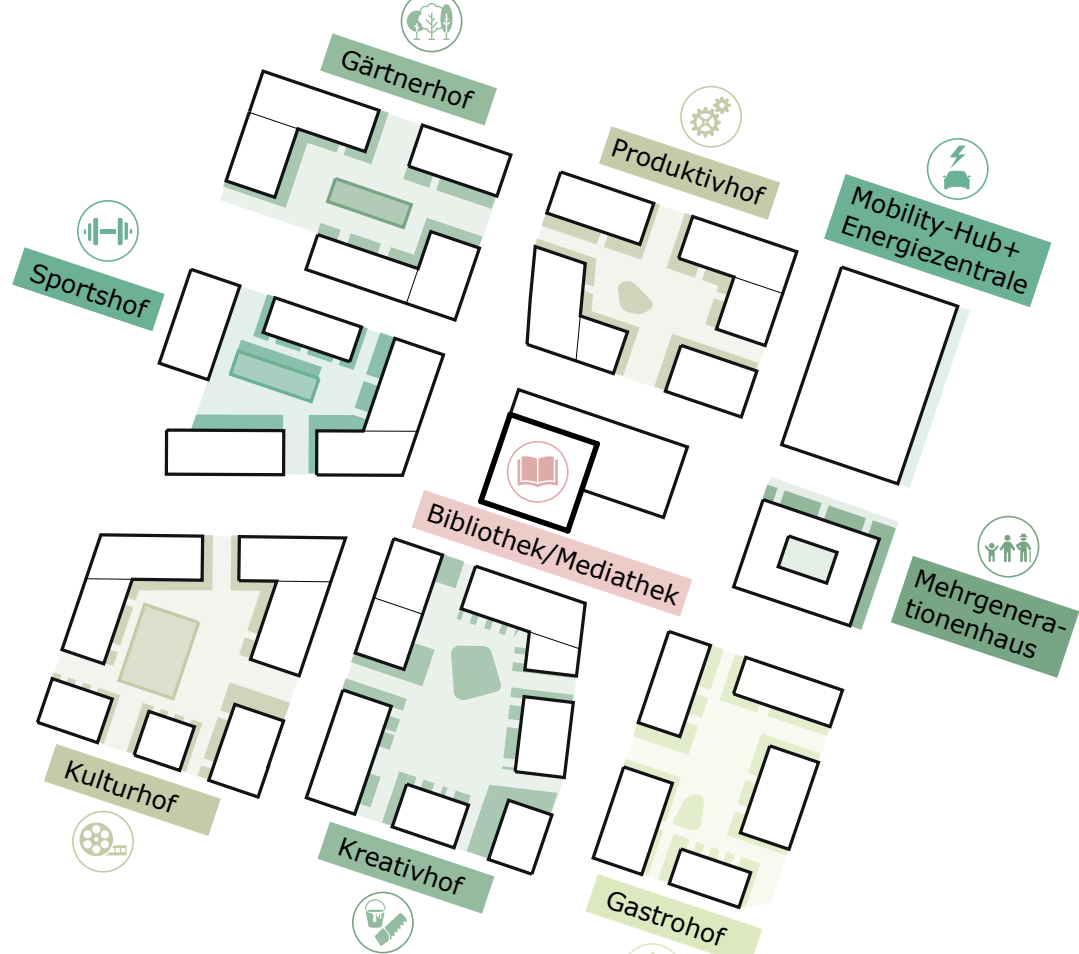 Gärtnerhof
Produktivhof
Mobility-Hub+
Energiezentrale
Sportshof
Bibliothek/Mediathek
Mehrgenera-
tionenhaus
Kulturhof
Kreativhof
Gastrohof